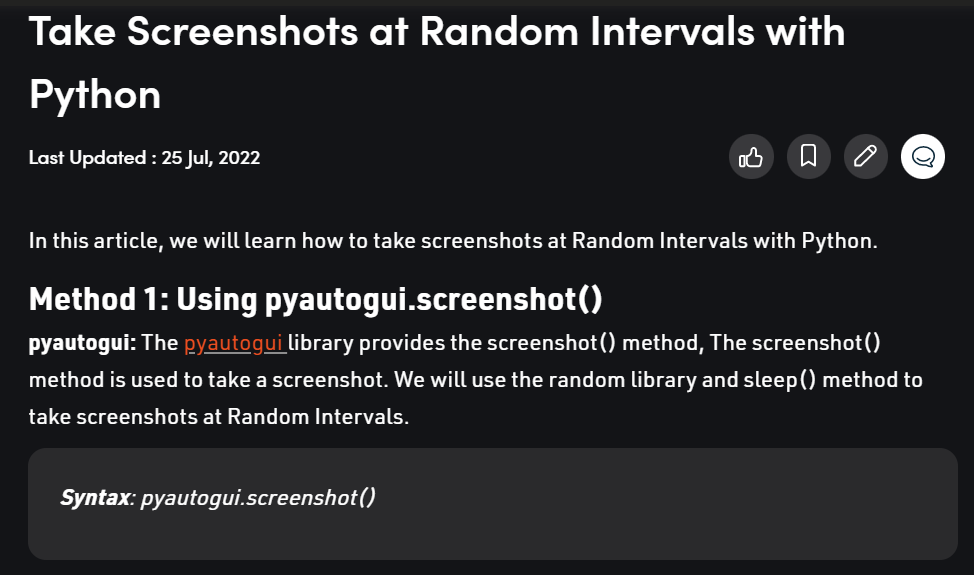 Take Screenshots at Random Intervals with
Python
Last Updated : 25 Jul, 2022
In this article, we will learn how to take screenshots at Random Intervals with Python.
Method 1: Using pyautogui.screenshot()
pyautogui: The pyautogui library provides the screenshot() method, The screenshot()
method is used to take a screenshot. We will use the random library and sleep() method to
take screenshots at Random Intervals.
Syntax: pyautogui.screenshot()